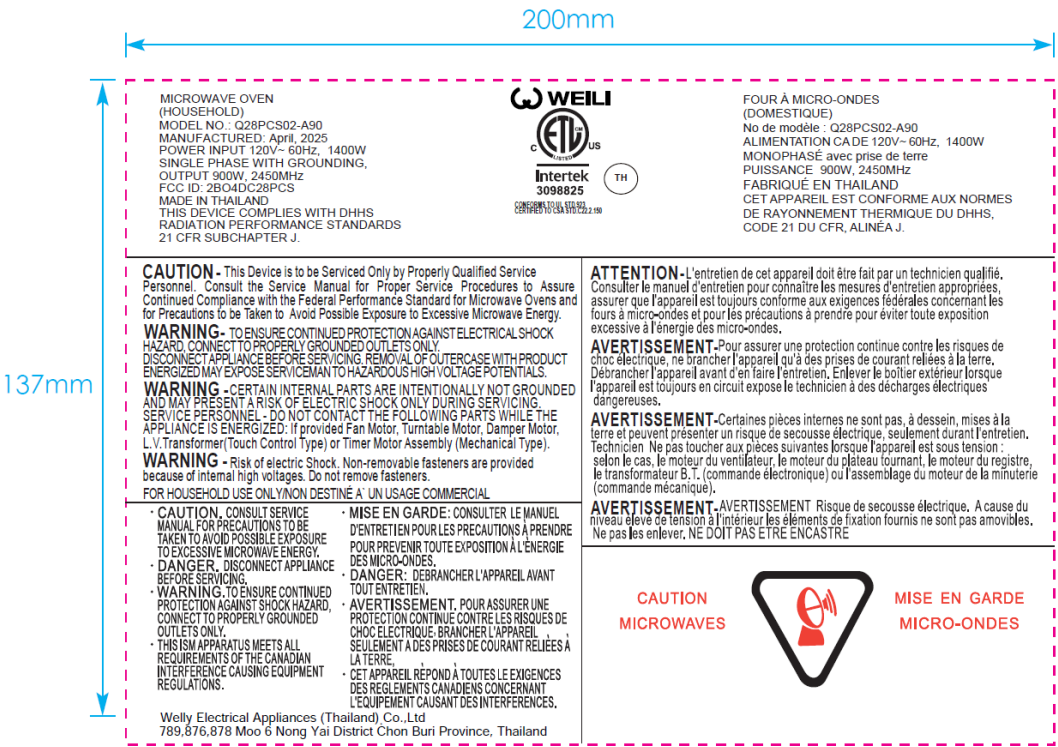 200mm
137mm
MICROWAVE OVEN
(HOUSEHOLD)
MODEL NO.: Q28PCS02-A90
MANUFACTURED: April, 2025
POWER INPUT 120V~ 60Hz, 1400W
SINGLE PHASE WITH GROUNDING,
OUTPUT 900W, 2450MHz
FCC ID: 2BO4DC28PCS
MADE IN THAILAND
THIS DEVICE COMPLIES WITH DHHS
RADIATION PERFORMANCE STANDARDS
21 CFR SUBCHAPTER J.
WEILI
ETL
CM
LISTED
C US
Intertek
3098825
TH
CONFORMS TO UL STD.923
CERTIFIED TO CSA STD.C22.2.150
FOUR À MICRO-ONDES
(DOMESTIQUE)
No de modèle : Q28PCS02-A90
ALIMENTATION CA DE 120V~ 60Hz, 1400W
MONOPHASÉ avec prise de terre
PUISSANCE 900W, 2450MHz
FABRIQUÉ EN THAILAND
CET APPAREIL EST CONFORME AUX NORMES
DE RAYONNEMENT THERMIQUE DU DHHS,
CODE 21 DU CFR, ALINÉA J.
CAUTION - This Device is to be Serviced Only by Properly Qualified Service
Personnel. Consult the Service Manual for Proper Service Procedures to Assure
Continued Compliance with the Federal Performance Standard for Microwave Ovens and
for Precautions to be Taken to Avoid Possible Exposure to Excessive Microwave Energy.
WARNING- TO ENSURE CONTINUED PROTECTION AGAINST ELECTRICAL SHOCK
HAZARD, CONNECT TO PROPERLY GROUNDED OUTLETS ONLY.
DISCONNECT APPLIANCE BEFORE SERVICING, REMOVAL OF OUTERCASE WITH PRODUCT
ENERGIZED MAY EXPOSE SERVICEMAN TO HAZARDOUS HIGH VOLTAGE POTENTIALS.
WARNING - CERTAIN INTERNAL PARTS ARE INTENTIONALLY NOT GROUNDED
AND MAY PRESENT A RISK OF ELECTRIC SHOCK ONLY DURING SERVICING.
SERVICE PERSONNEL - DO NOT CONTACT THE FOLLOWING PARTS WHILE THE
APPLIANCE IS ENERGIZED: If provided Fan Motor, Turntable Motor, Damper Motor,
L.V.Transformer(Touch Control Type) or Timer Motor Assembly (Mechanical Type).
WARNING - Risk of electric Shock. Non-removable fasteners are provided
because of internal high voltages. Do not remove fasteners.
FOR HOUSEHOLD USE ONLY/NON DESTINÉ A` UN USAGE COMMERCIAL
ATTENTION- L'entretien de cet appareil doit être fait par un technicien qualifié.
Consulter le manuel d'entretien pour connaître les mesures d'entretien appropriées,
assurer que l'appareil est toujours conforme aux exigences fédérales concernant les
fours à micro-ondes et pour les précautions à prendre pour éviter toute exposition
excessive à l'énergie des micro-ondes.
AVERTISSEMENT-Pour assurer une protection continue contre les risques de
choc électrique, ne brancher l'appareil qu'à des prises de courant reliées à la terre.
Débrancher l'appareil avant d'en faire l'entretien. Enlever le boîtier extérieur lorsque
l'appareil est toujours en circuit expose le technicien à des décharges électriques
dangereuses.
AVERTISSEMENT-Certaines pièces internes ne sont pas, à dessein, mises à la
terre et peuvent présenter un risque de secousse électrique, seulement durant l'entretien.
Technicien Ne pas toucher aux pièces suivantes lorsque l'appareil est sous tension :
selon le cas, le moteur du ventilateur, le moteur du plateau tournant, le moteur du registre,
le transformateur B.T. (commande électronique) ou l'assemblage du moteur de la minuterie
(commande mécanique).
AVERTISSEMENT-AVERTISSEMENT Risque de secousse électrique. A cause du
niveau élevé de tension à l'intérieur les éléments de fixation fournis ne sont pas amovibles.
Ne pas les enlever. NE DOIT PAS ETRE ENCASTRE
· CAUTION. CONSULT SERVICE
MANUAL FOR PRECAUTIONS TO BE
TAKEN TO AVOID POSSIBLE EXPOSURE
TO EXCESSIVE MICROWAVE ENERGY.
· DANGER. DISCONNECT APPLIANCE
BEFORE SERVICING.
· WARNING.TO ENSURE CONTINUED
PROTECTION AGAINST SHOCK HAZARD,
CONNECT TO PROPERLY GROUNDED
OUTLETS ONLY.
· THIS ISM APPARATUS MEETS ALL
REQUIREMENTS OF THE CANADIAN
INTERFERENCE CAUSING EQUIPMENT
REGULATIONS.
· MISE EN GARDE: CONSULTER LE MANUEL
D'ENTRETIEN POUR LES PRECAUTIONS À PRENDRE
POUR PREVENIR TOUTE EXPOSITION À L'ÉNERGIE
DES MICRO-ONDES.
· DANGER: DEBRANCHER L'APPAREIL AVANT
TOUT ENTRETIEN.
· AVERTISSEMENT. POUR ASSURER UNE
PROTECTION CONTINUE CONTRE LES RISQUES DE
CHOC ELECTRIQUE, BRANCHER L'APPAREIL
SEULEMENT A DES PRISES DE COURANT RELIEES À
LA TERRE,
· CET APPAREIL REPOND À TOUTES LE EXIGENCES
DES REGLEMENTS CANADIENS CONCERNANT
L'EQUIPEMENT CAUSANT DES INTERFERENCES.
CAUTION
MICROWAVES
MISE EN GARDE
MICRO-ONDES
Welly Electrical Appliances (Thailand) Co.,Ltd
789,876,878 Moo 6 Nong Yai District Chon Buri Province, Thailand